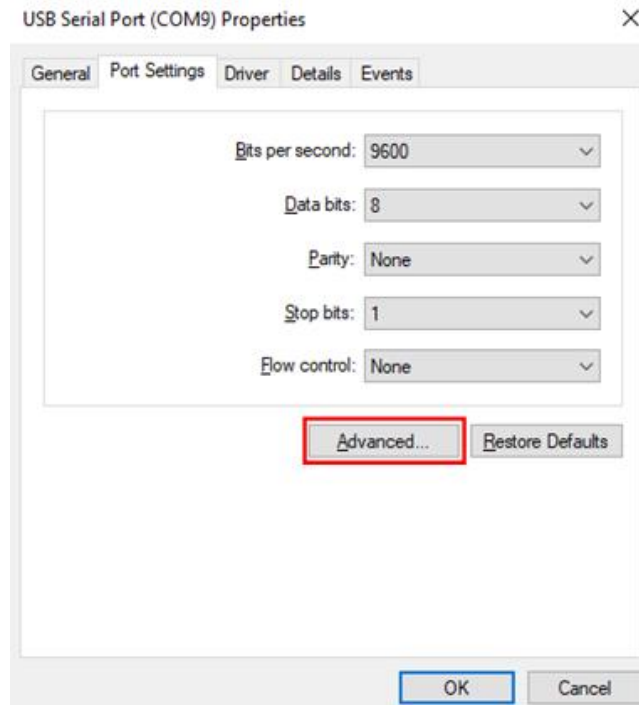 USB Serial Port (COM9) Properties
General Port Settings Driver Details Events
Bits per second: 9600
Data bits: 8
Parity: None
Stop bits: 1
Flow control: None
Advanced... Restore Defaults
OK Cancel